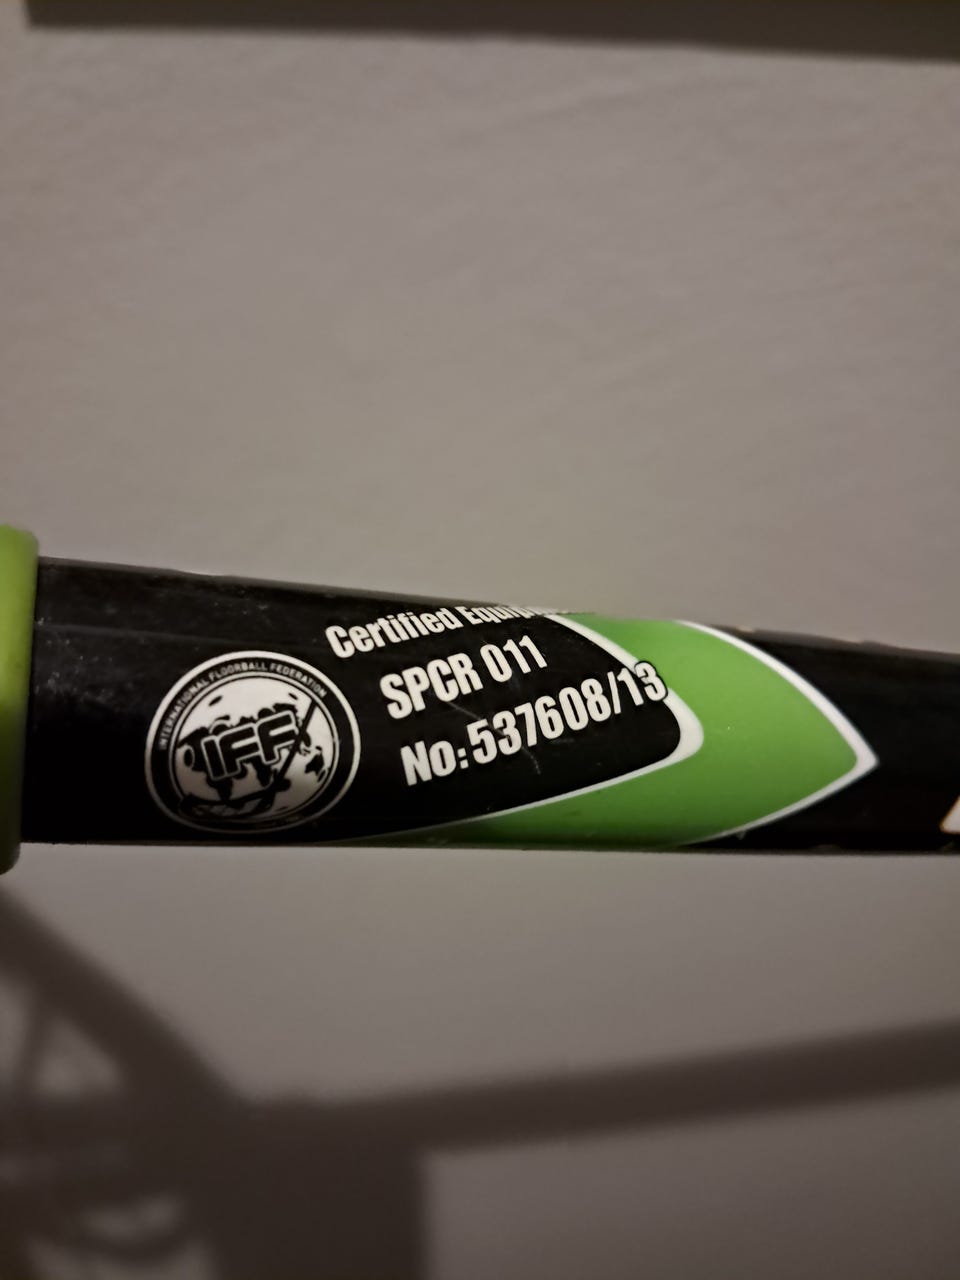 Certified
SPCR 011
No: 537608/13
INTERNATIONAL FLOORBALL FEDERATION
IFF